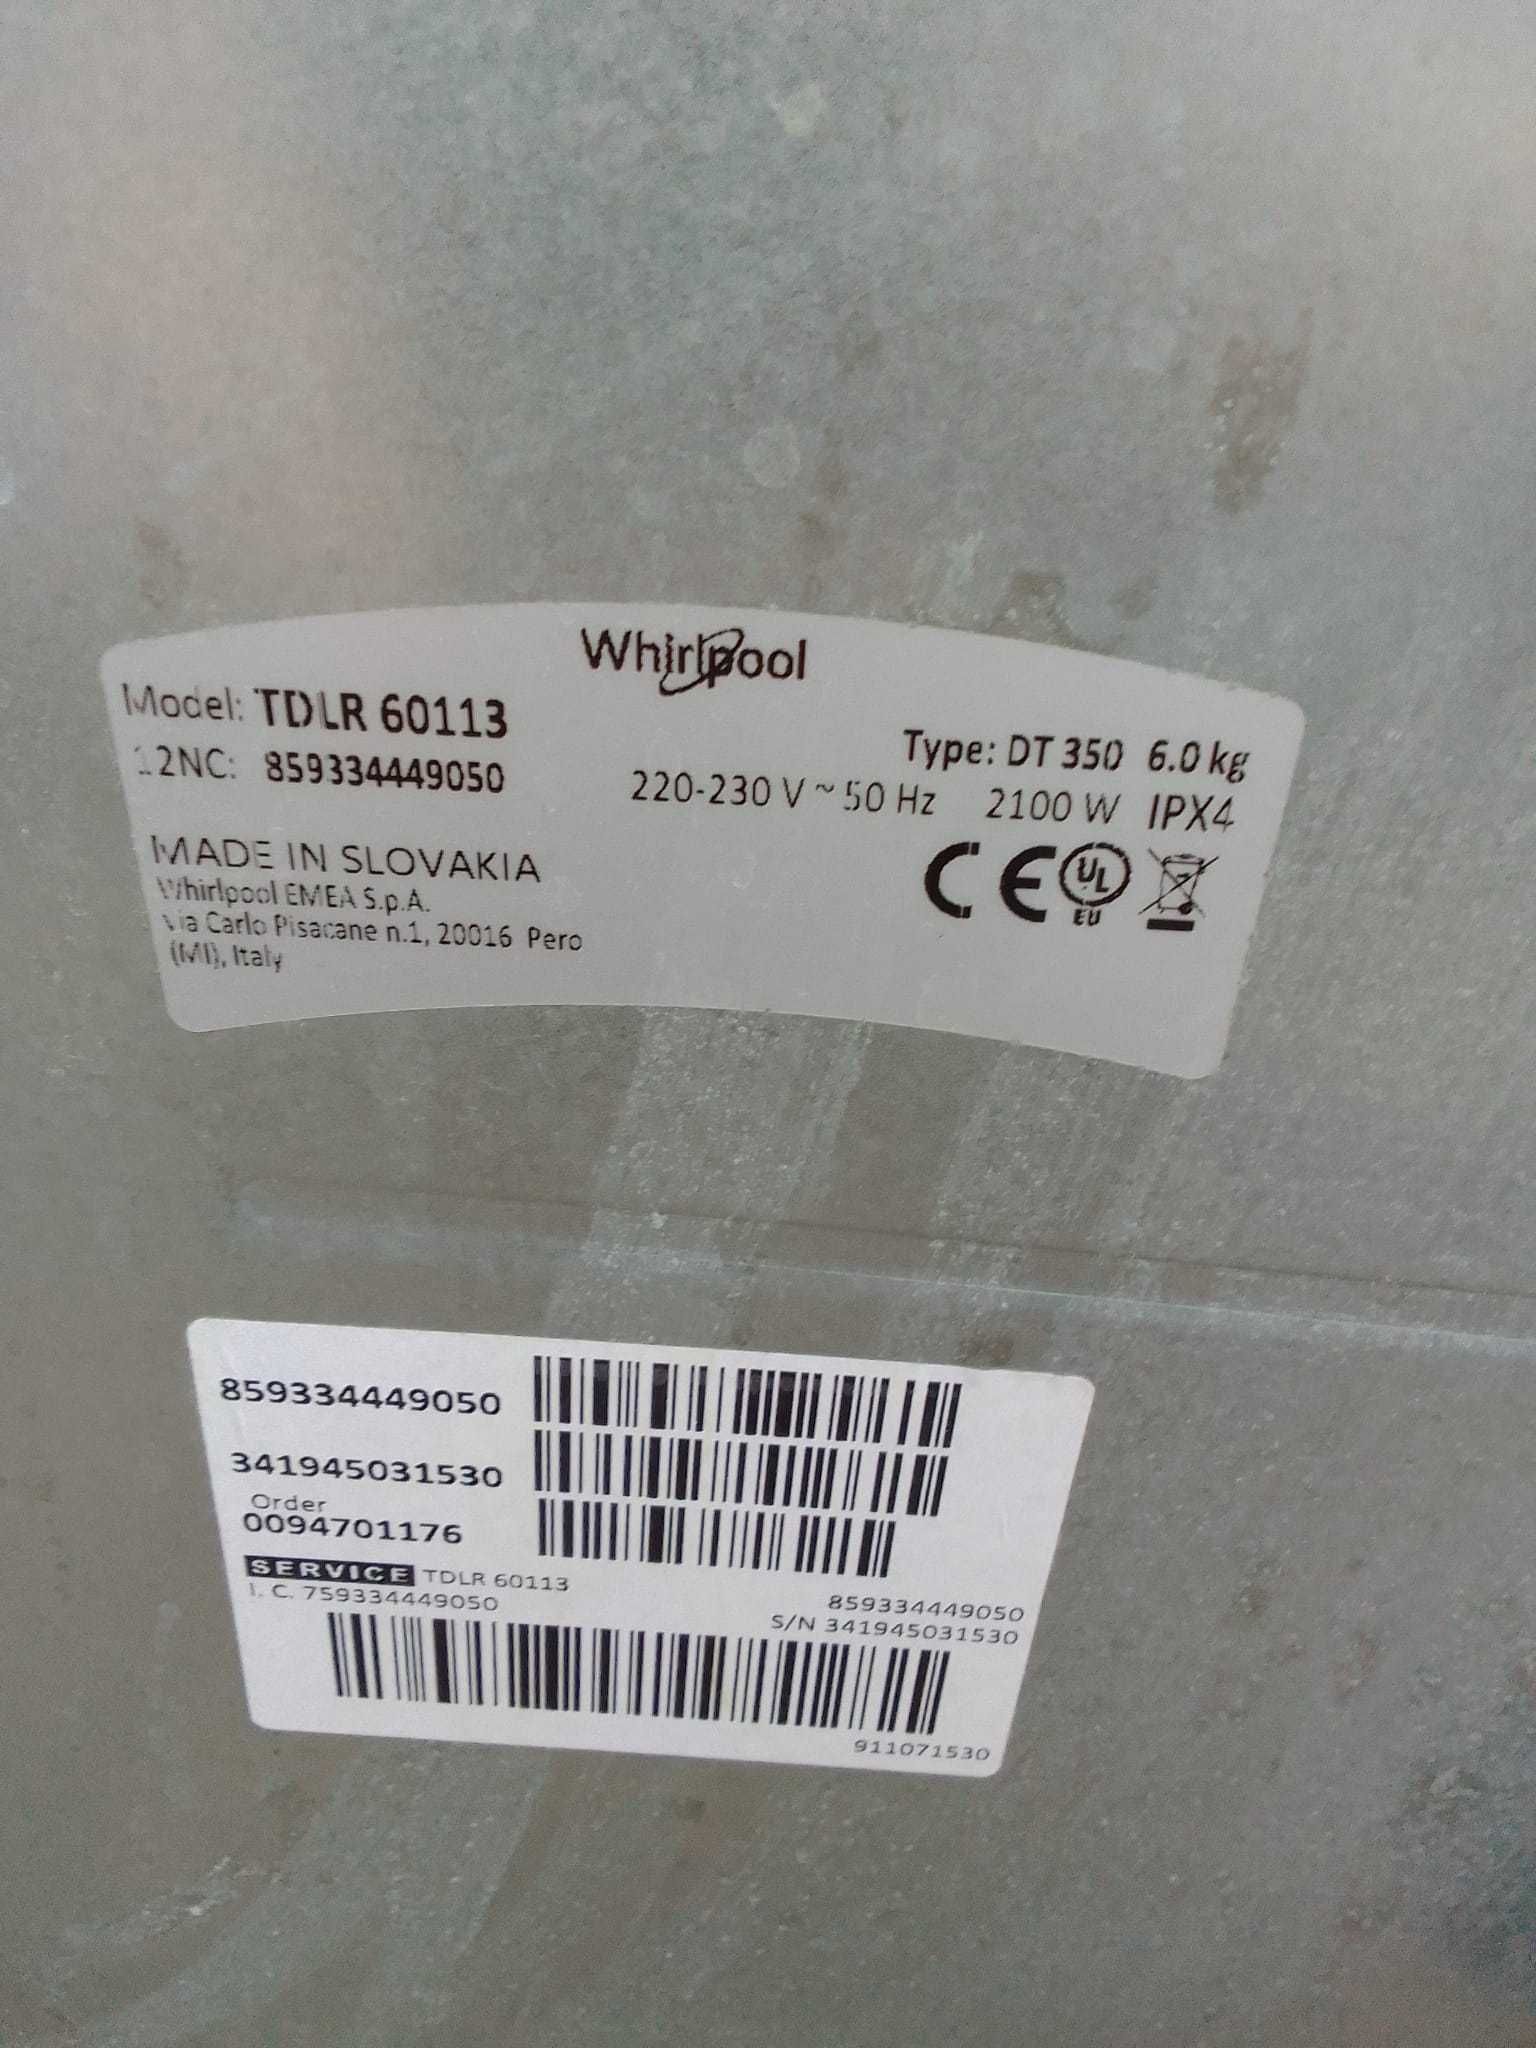 Whirlpool
Model: TDLR 60113
12NC: 859334449050
Type: DT 350 6.0 kg
220-230 V ~ 50 Hz 2100 W IPX4
MADE IN SLOVAKIA
Whirlpool EMEA S.p.A.
Via Carlo Pisacane n.1, 20016 Pero
(MI), Italy
CE UL
EU
859334449050
341945031530
Order
0094701176
SERVICE TDLR 60113
I. C. 759334449050
859334449050
S/N 341945031530
911071530